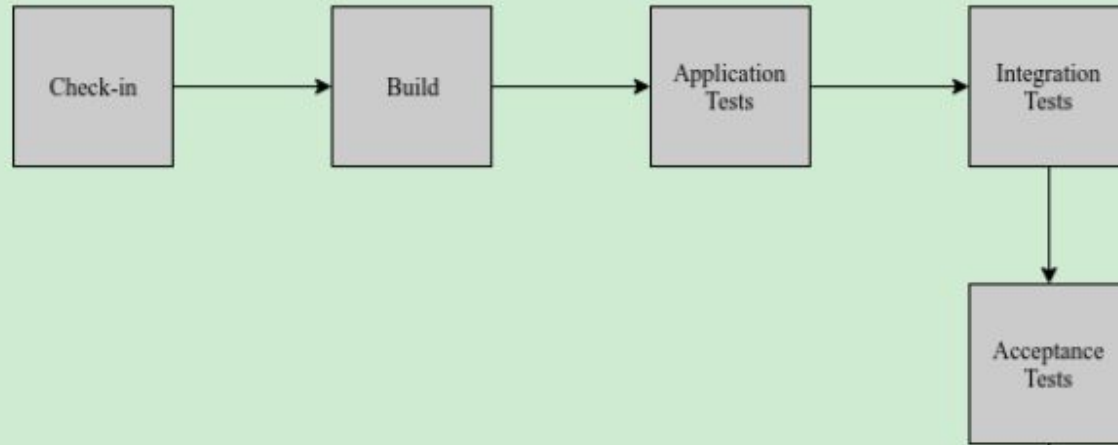 Check-in
Build
Application
Tests
Integration
Tests
Acceptance
Tests